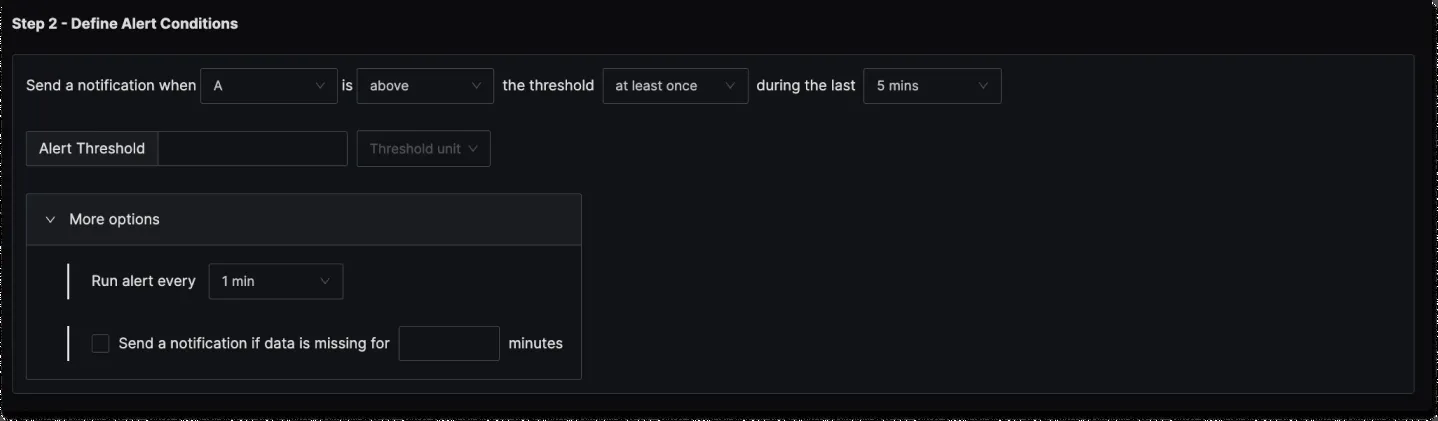 Step 2 - Define Alert Conditions
Send a notification when A is above the threshold at least once during the last 5 mins
Alert Threshold Threshold unit
More options
Run alert every 1 min
Send a notification if data is missing for minutes